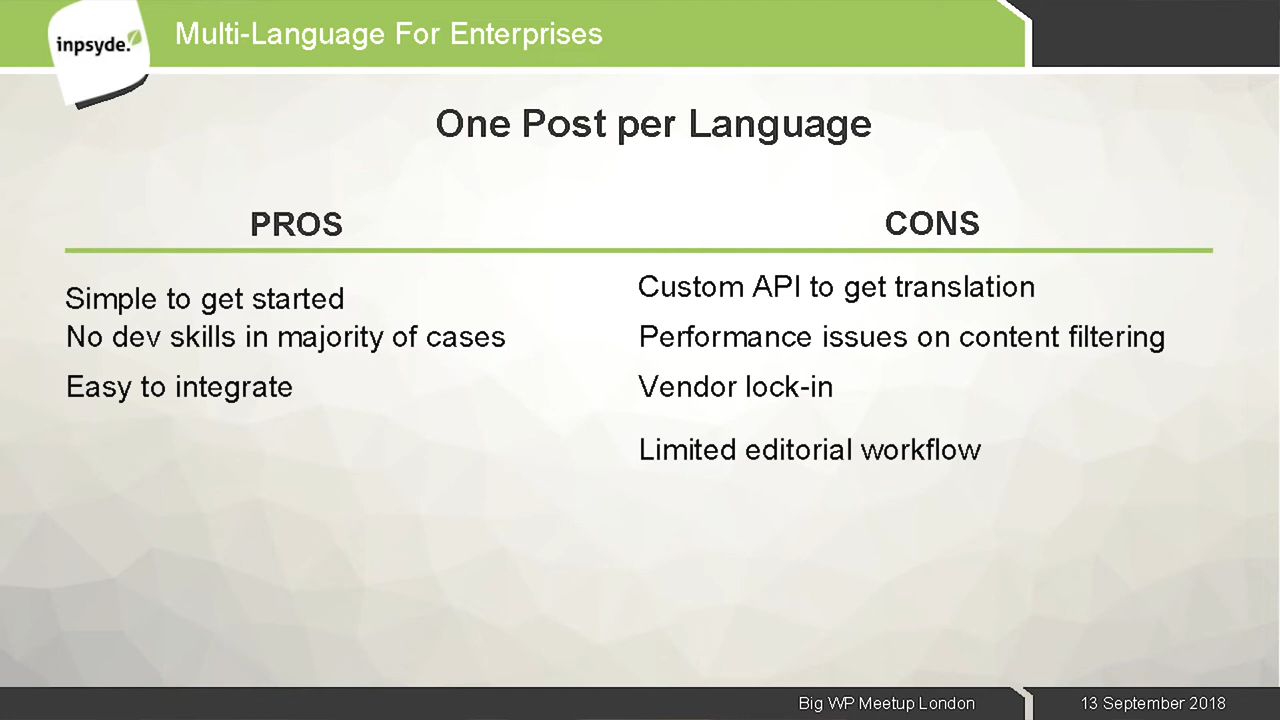 inpsyde.
Multi-Language For Enterprises
One Post per Language
PROS
Simple to get started
No dev skills in majority of cases
Easy to integrate
CONS
Custom API to get translation
Performance issues on content filtering
Vendor lock-in
Limited editorial workflow
Big WP Meetup London
13 September 2018